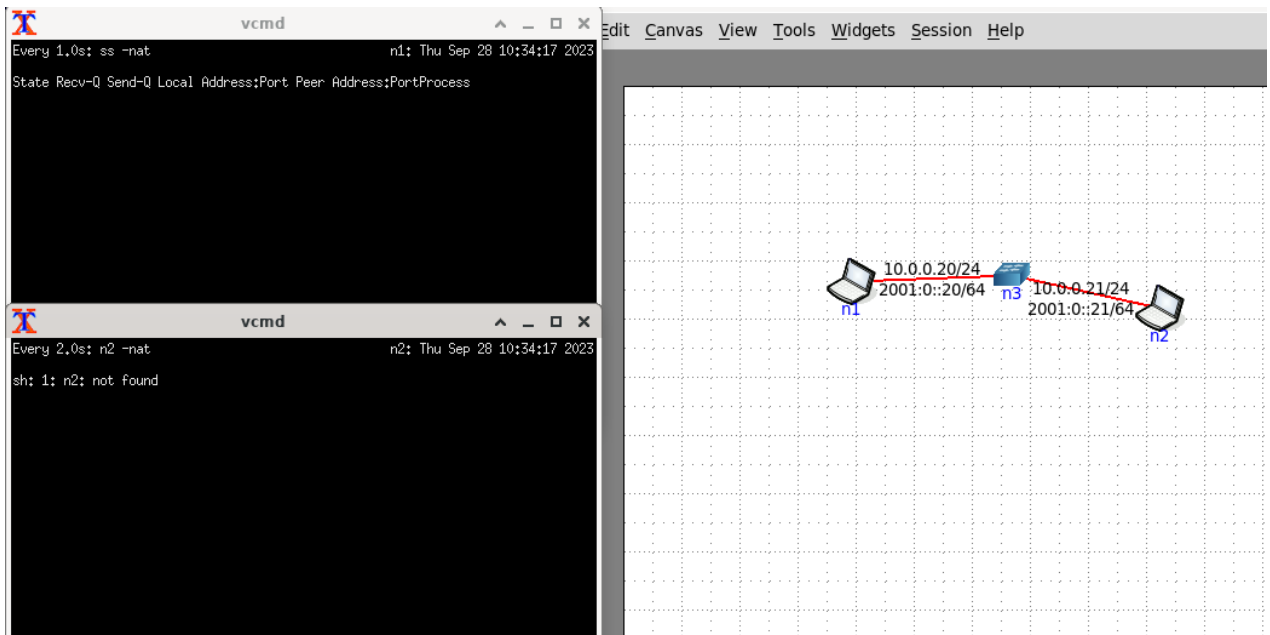 vcmd
Every 1.0s: ss -nat n1: Thu Sep 28 10:34:17 2023
State Recv-Q Send-Q Local Address:Port Peer Address:PortProcess
vcmd
Every 2.0s: n2 -nat n2: Thu Sep 28 10:34:17 2023
sh: 1: n2: not found
Edit Canvas View Tools Widgets Session Help
10.0.0.20/24
2001:0::20/64
n1
n3
10.0.0.21/24
2001:0::21/64
n2